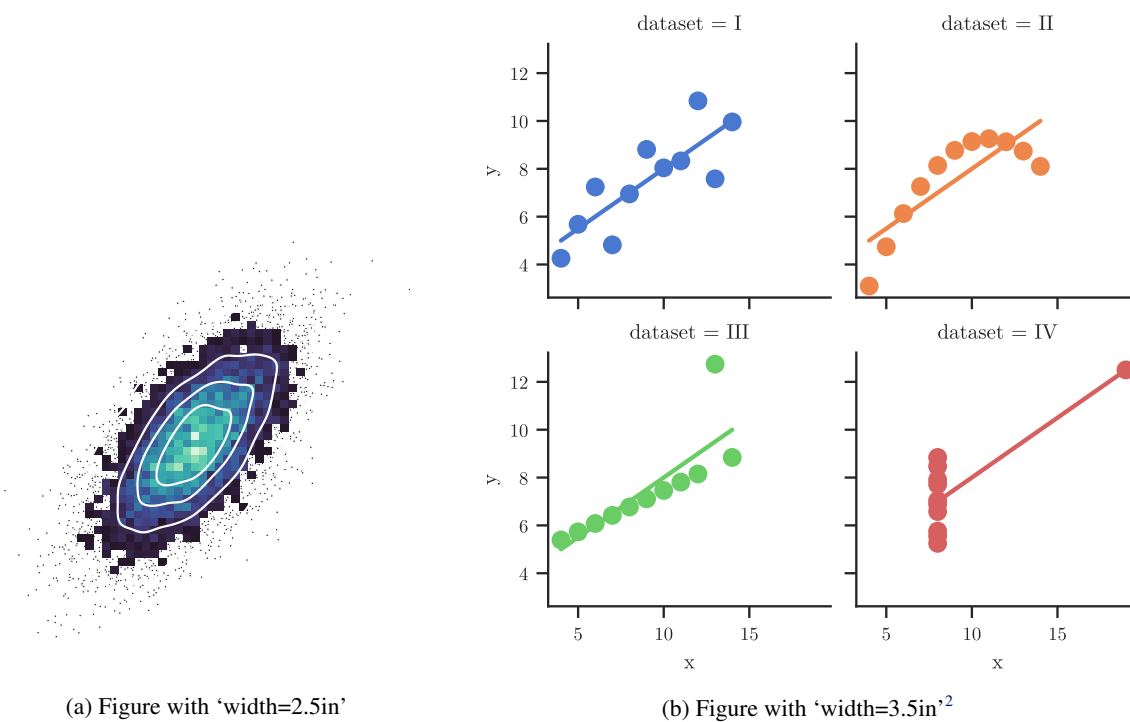 dataset = I
dataset = II
12
10
8
6
4
y
dataset = III
dataset = IV
12
10
8
6
4
y
5
10
15
5
10
15
x
x
(a) Figure with ‘width=2.5in’
(b) Figure with ‘width=3.5in’2